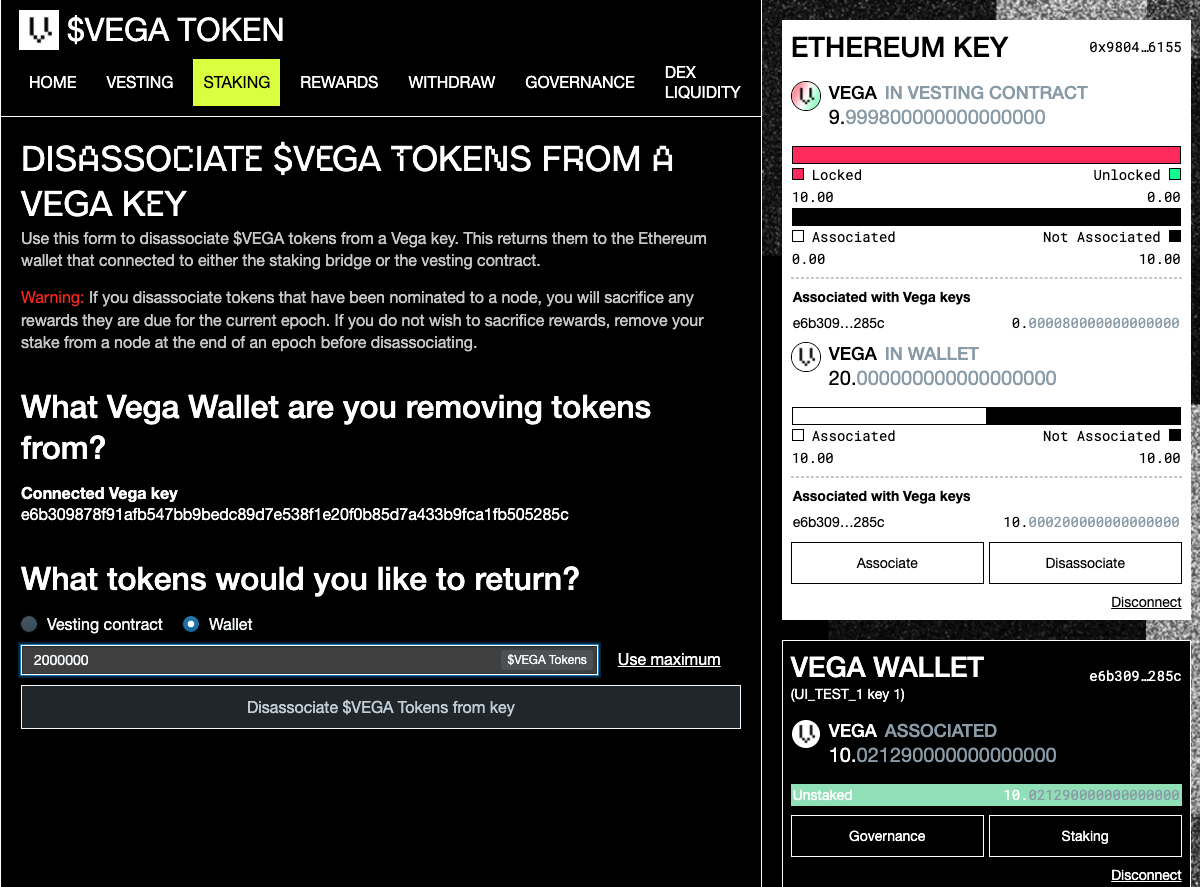 $VEGA TOKEN
HOME VESTING STAKING REWARDS WITHDRAW GOVERNANCE DEX LIQUIDITY
DISASSOCIATE $VEGA TOKENS FROM A
VEGA KEY
Use this form to disassociate $VEGA tokens from a Vega key. This returns them to the Ethereum
wallet that connected to either the staking bridge or the vesting contract.
Warning: If you disassociate tokens that have been nominated to a node, you will sacrifice any
rewards they are due for the current epoch. If you do not wish to sacrifice rewards, remove your
stake from a node at the end of an epoch before disassociating.
What Vega Wallet are you removing tokens
from?
Connected Vega key
e6b309878f91afb547bb9bedc89d7e538f1e20f0b85d7a433b9fca1fb505285c
What tokens would you like to return?
Vesting contract Wallet
2000000 $VEGA Tokens Use maximum
Disassociate $VEGA Tokens from key
ETHEREUM KEY 0x9804…6155
VEGA IN VESTING CONTRACT
9.999800000000000000
Locked Unlocked
10.00 0.00
Associated Not Associated
0.00 10.00
Associated with Vega keys
e6b309…285c 0.000080000000000000
VEGA IN WALLET
20.000000000000000000
Associated Not Associated
10.00 10.00
Associated with Vega keys
e6b309…285c 10.000200000000000000
Associate Disassociate
Disconnect
VEGA WALLET e6b309…285c
(UI_TEST_1 key 1)
VEGA ASSOCIATED
10.021290000000000000
Unstaked 10.021290000000000000
Governance Staking
Disconnect